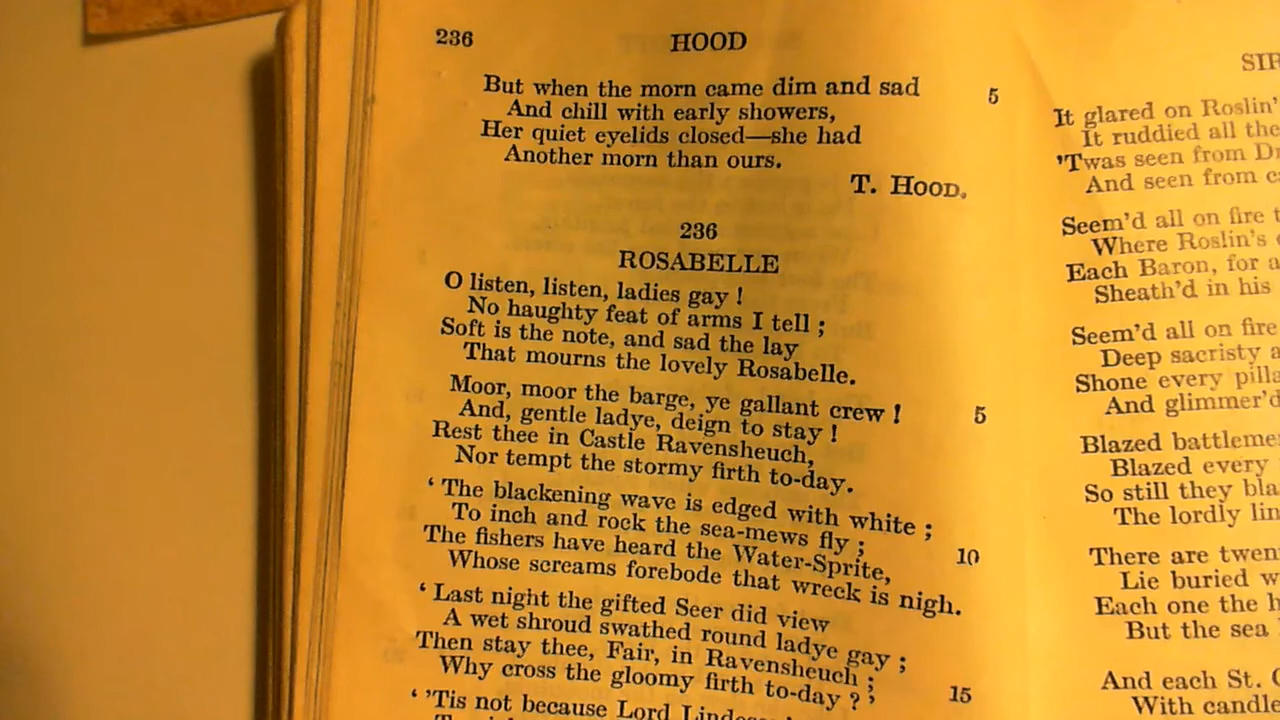 236 HOOD
But when the morn came dim and sad 5
And chill with early showers,
Her quiet eyelids closed—she had
Another morn than ours.
T. HOOD.
236
ROSABELLE
O listen, listen, ladies gay !
No haughty feat of arms I tell ;
Soft is the note, and sad the lay
That mourns the lovely Rosabelle.
Moor, moor the barge, ye gallant crew ! 5
And, gentle ladye, deign to stay !
Rest thee in Castle Ravensheuch,
Nor tempt the stormy firth to-day.
‘ The blackening wave is edged with white ;
To inch and rock the sea-mews fly ; 10
The fishers have heard the Water-Sprite,
Whose screams forebode that wreck is nigh.
‘ Last night the gifted Seer did view
A wet shroud swathed round ladye gay ;
Then stay thee, Fair, in Ravensheuch ; 15
Why cross the gloomy firth to-day ? ’
‘ ’Tis not because Lord
It glared on Roslin’
It ruddied all the
’Twas seen from
And seen from
Seem’d all on fire
Where Roslin’s
Each Baron, for a
Sheath’d in his
Seem’d all on fire
Deep sacristy
Shone every
And glimmer’d
Blazed
Blazed every
So still they
The lordly
There are
Lie buried
Each one the
But the sea
And each St.
With